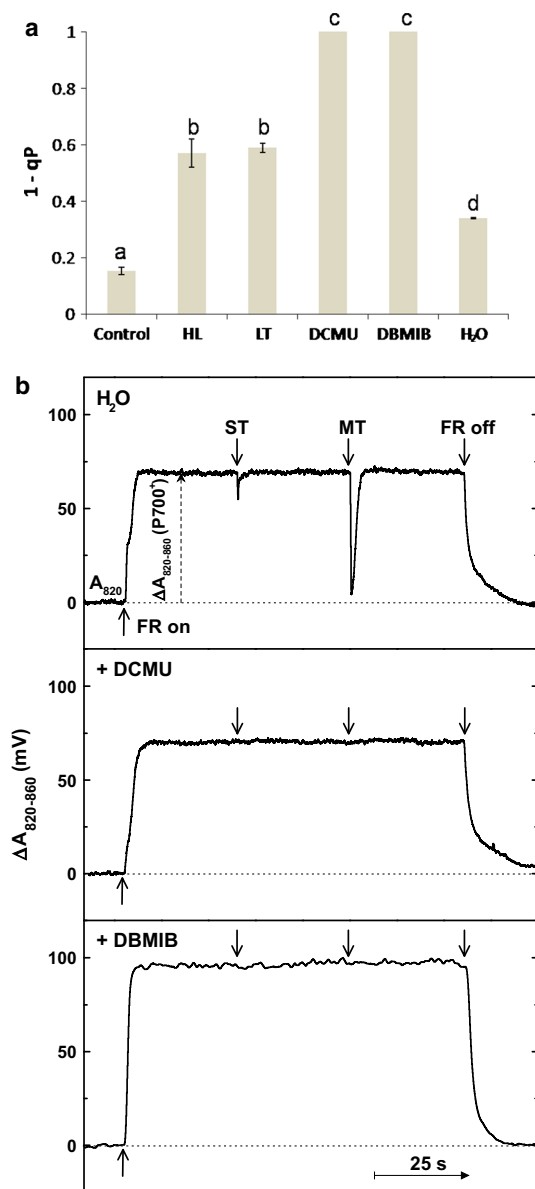 a
1 - qP
1
0.8
0.6
0.4
0.2
0
a
b
b
c
c
d
Control HL LT DCMU DBMIB H₂O
b
ΔA₈₂₀₋₈₆₀ (mV)
H₂O
100
50
0
ST MT FR off
A₈₂₀
ΔA₈₂₀₋₈₆₀ (P700⁺)
FR on
+ DCMU
100
50
0
+ DBMIB
100
50
0
25 s